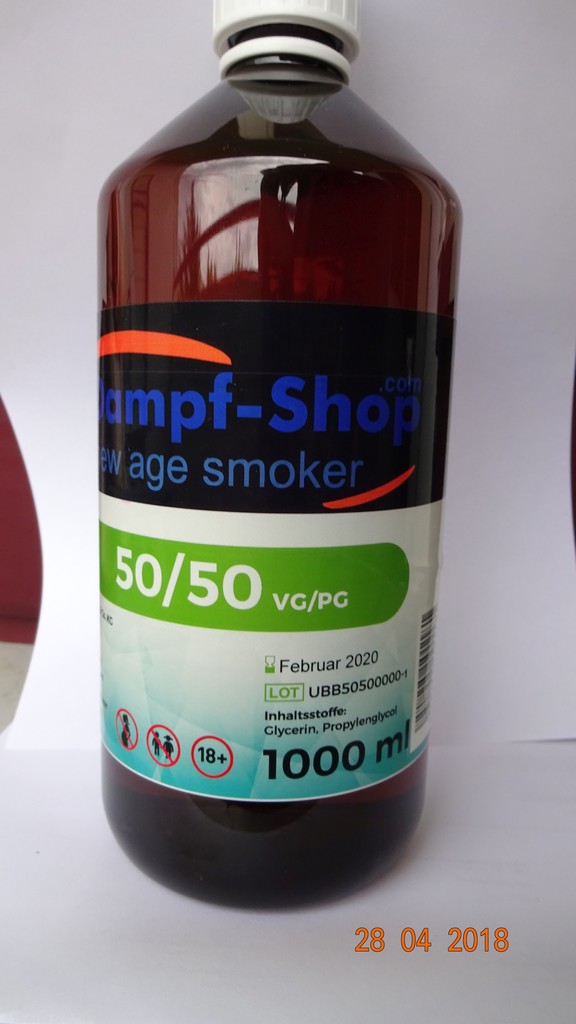 .com
Dampf-Shop
ew age smoker
50/50 VG/PG
Februar 2020
LOT UBB50500000-1
Inhaltsstoffe:
Glycerin, Propylenglycol
18+
1000 ml
28 04 2018